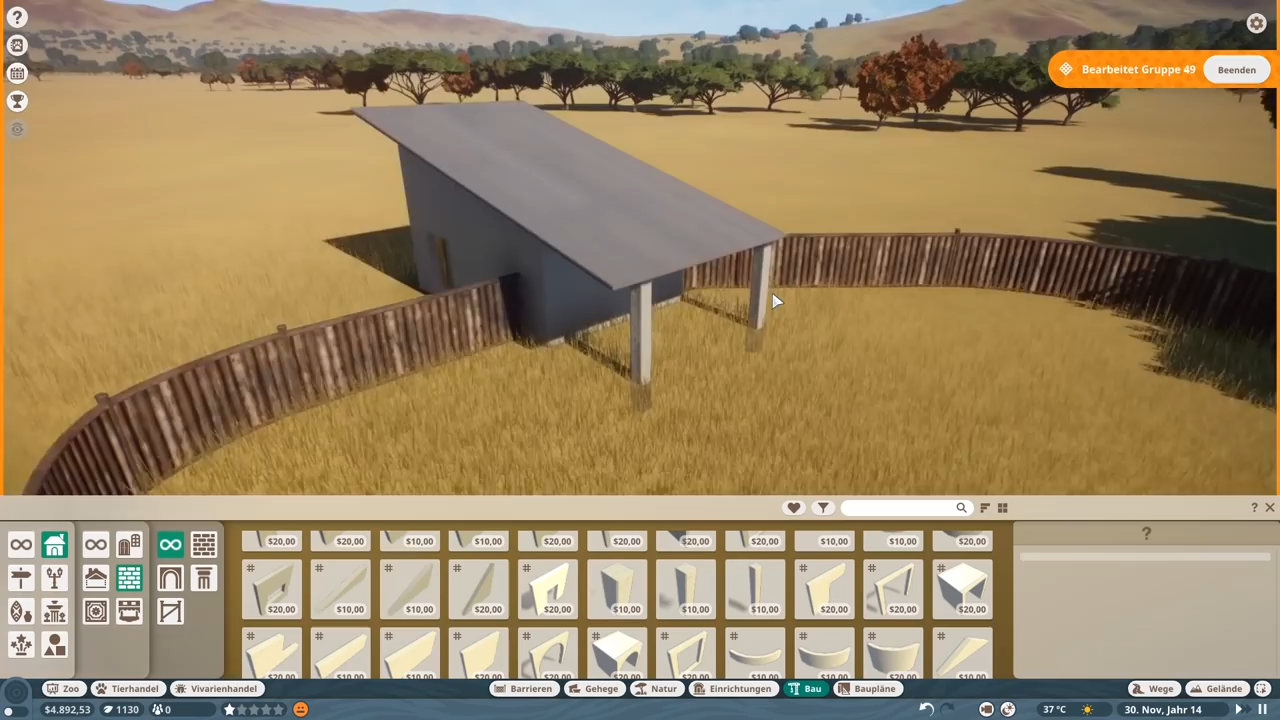 ?
Bearbeitet Gruppe 49 Beenden
? 
$20,00 $20,00 $10,00 $10,00 $20,00 $20,00 $20,00 $20,00 $10,00 $10,00 $20,00
?
# # # # # # # # # # #
$20,00 $10,00 $10,00 $20,00 $20,00 $10,00 $10,00 $10,00 $20,00 $20,00 $20,00
# # # # # # # # # # #
Zoo Tierhandel Vivarienhandel Barrieren Gehege Natur Einrichtungen Bau Baupläne Wege Gelände
$4.892,53 1130 0 37 °C 30. Nov, Jahr 14